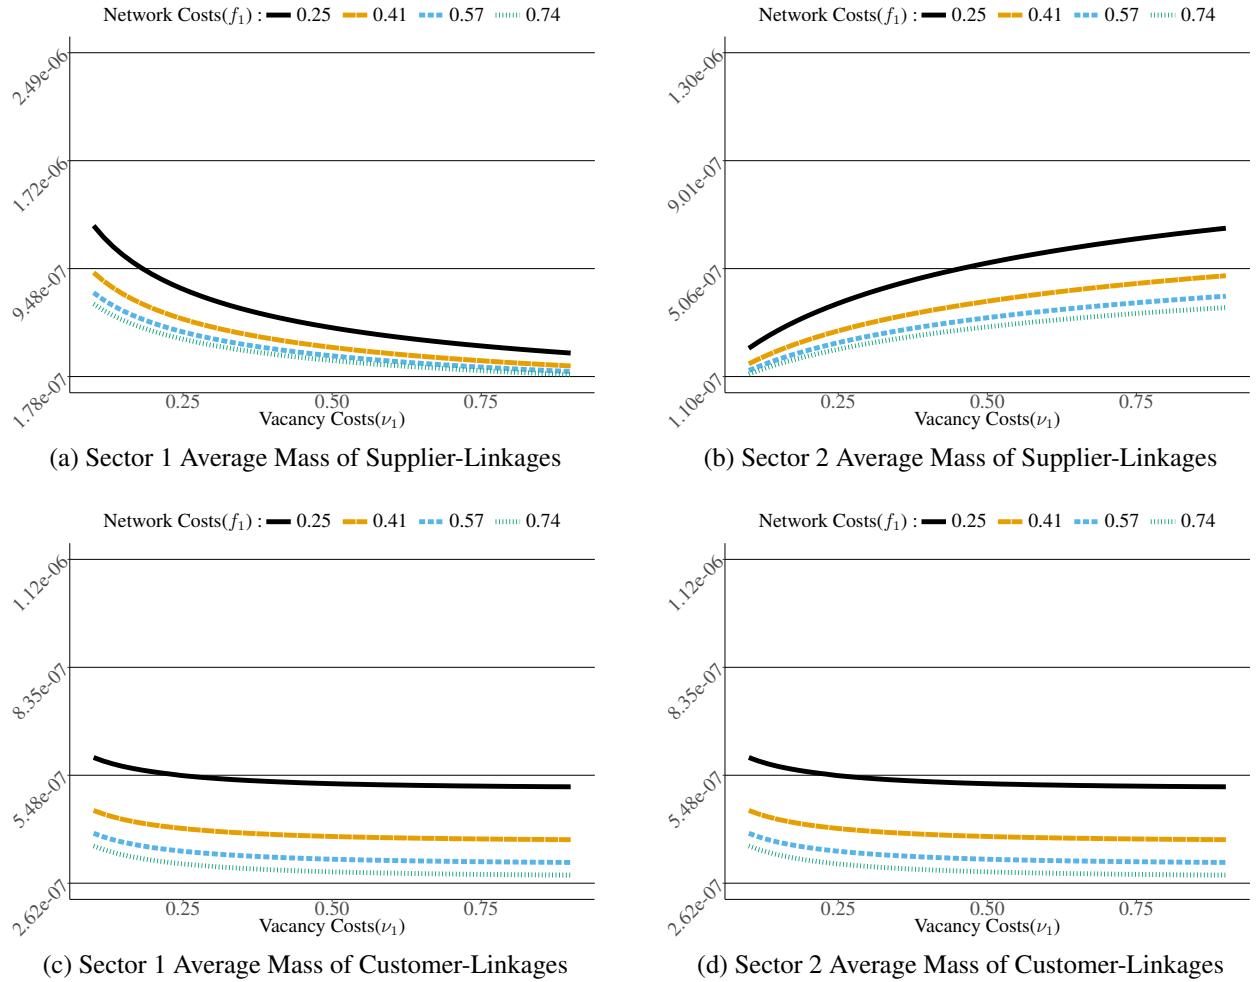 Network Costs(f₁) : 0.25 0.41 0.57 0.74
2.49e-06
1.72e-06
9.48e-07
1.78e-07
0.25 0.50 0.75
Vacancy Costs(ν₁)
(a) Sector 1 Average Mass of Supplier-Linkages
Network Costs(f₁) : 0.25 0.41 0.57 0.74
1.30e-06
9.01e-07
5.06e-07
1.10e-07
0.25 0.50 0.75
Vacancy Costs(ν₁)
(b) Sector 2 Average Mass of Supplier-Linkages
Network Costs(f₁) : 0.25 0.41 0.57 0.74
1.12e-06
8.35e-07
5.48e-07
2.62e-07
0.25 0.50 0.75
Vacancy Costs(ν₁)
(c) Sector 1 Average Mass of Customer-Linkages
Network Costs(f₁) : 0.25 0.41 0.57 0.74
1.12e-06
8.35e-07
5.48e-07
2.62e-07
0.25 0.50 0.75
Vacancy Costs(ν₁)
(d) Sector 2 Average Mass of Customer-Linkages